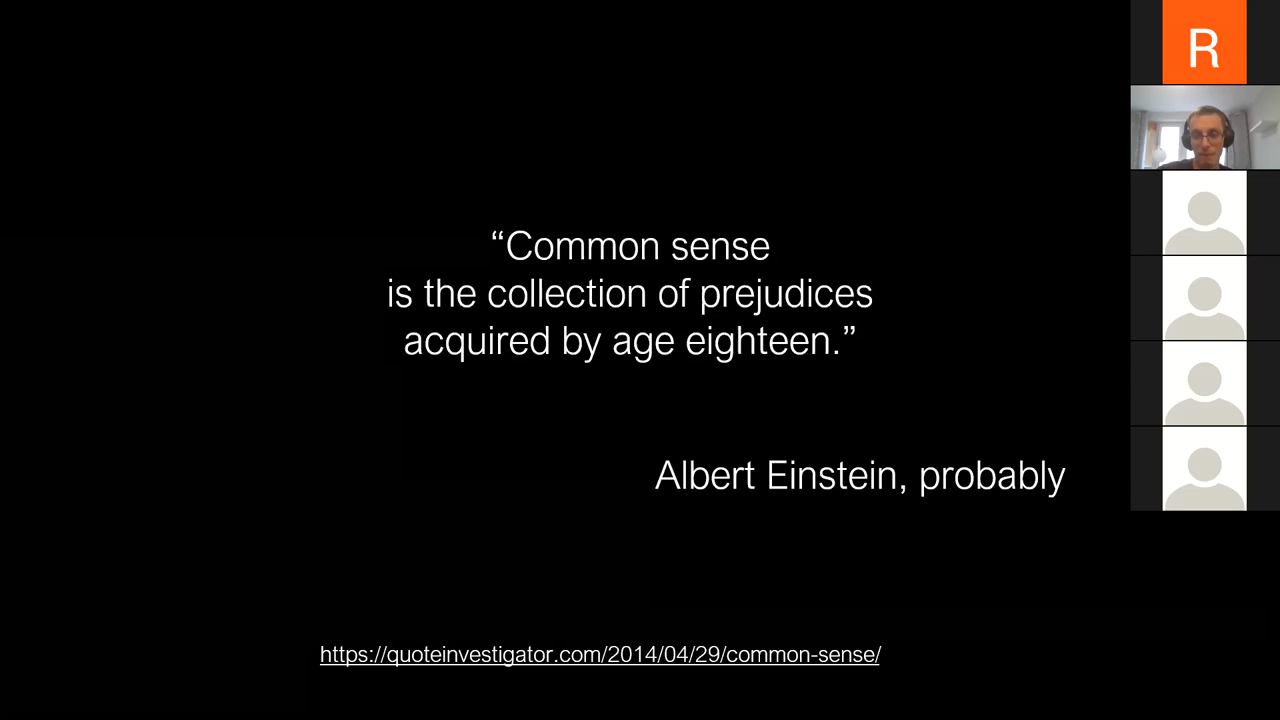 R
“Common sense
is the collection of prejudices
acquired by age eighteen.”
Albert Einstein, probably
https://quoteinvestigator.com/2014/04/29/common-sense/